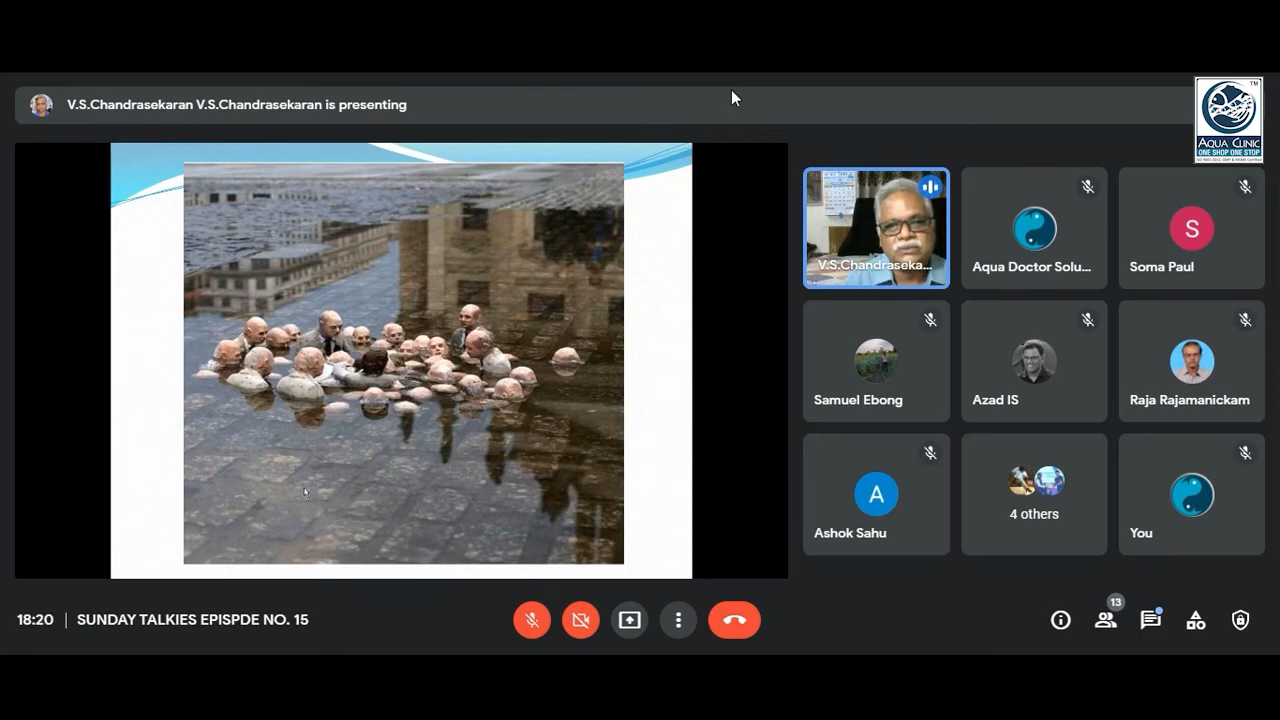 V.S.Chandrasekaran V.S.Chandrasekaran is presenting
TM
AQUA CLINIC
ONE SHOP ONE STOP
V.S.Chandraseka...
Aqua Doctor Solu...
S
Soma Paul
Samuel Ebong
Azad IS
Raja Rajamanickam
A
Ashok Sahu
4 others
You
18:20 | SUNDAY TALKIES EPISPDE NO. 15
13